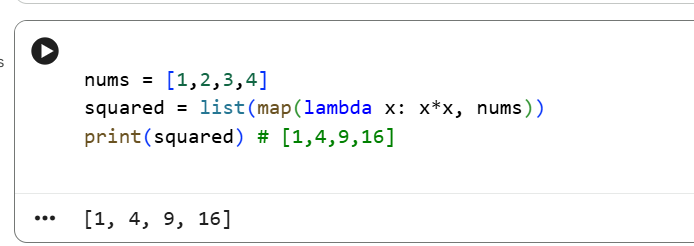 s
nums = [1,2,3,4]
squared = list(map(lambda x: x*x, nums))
print(squared) # [1,4,9,16]
[1, 4, 9, 16]